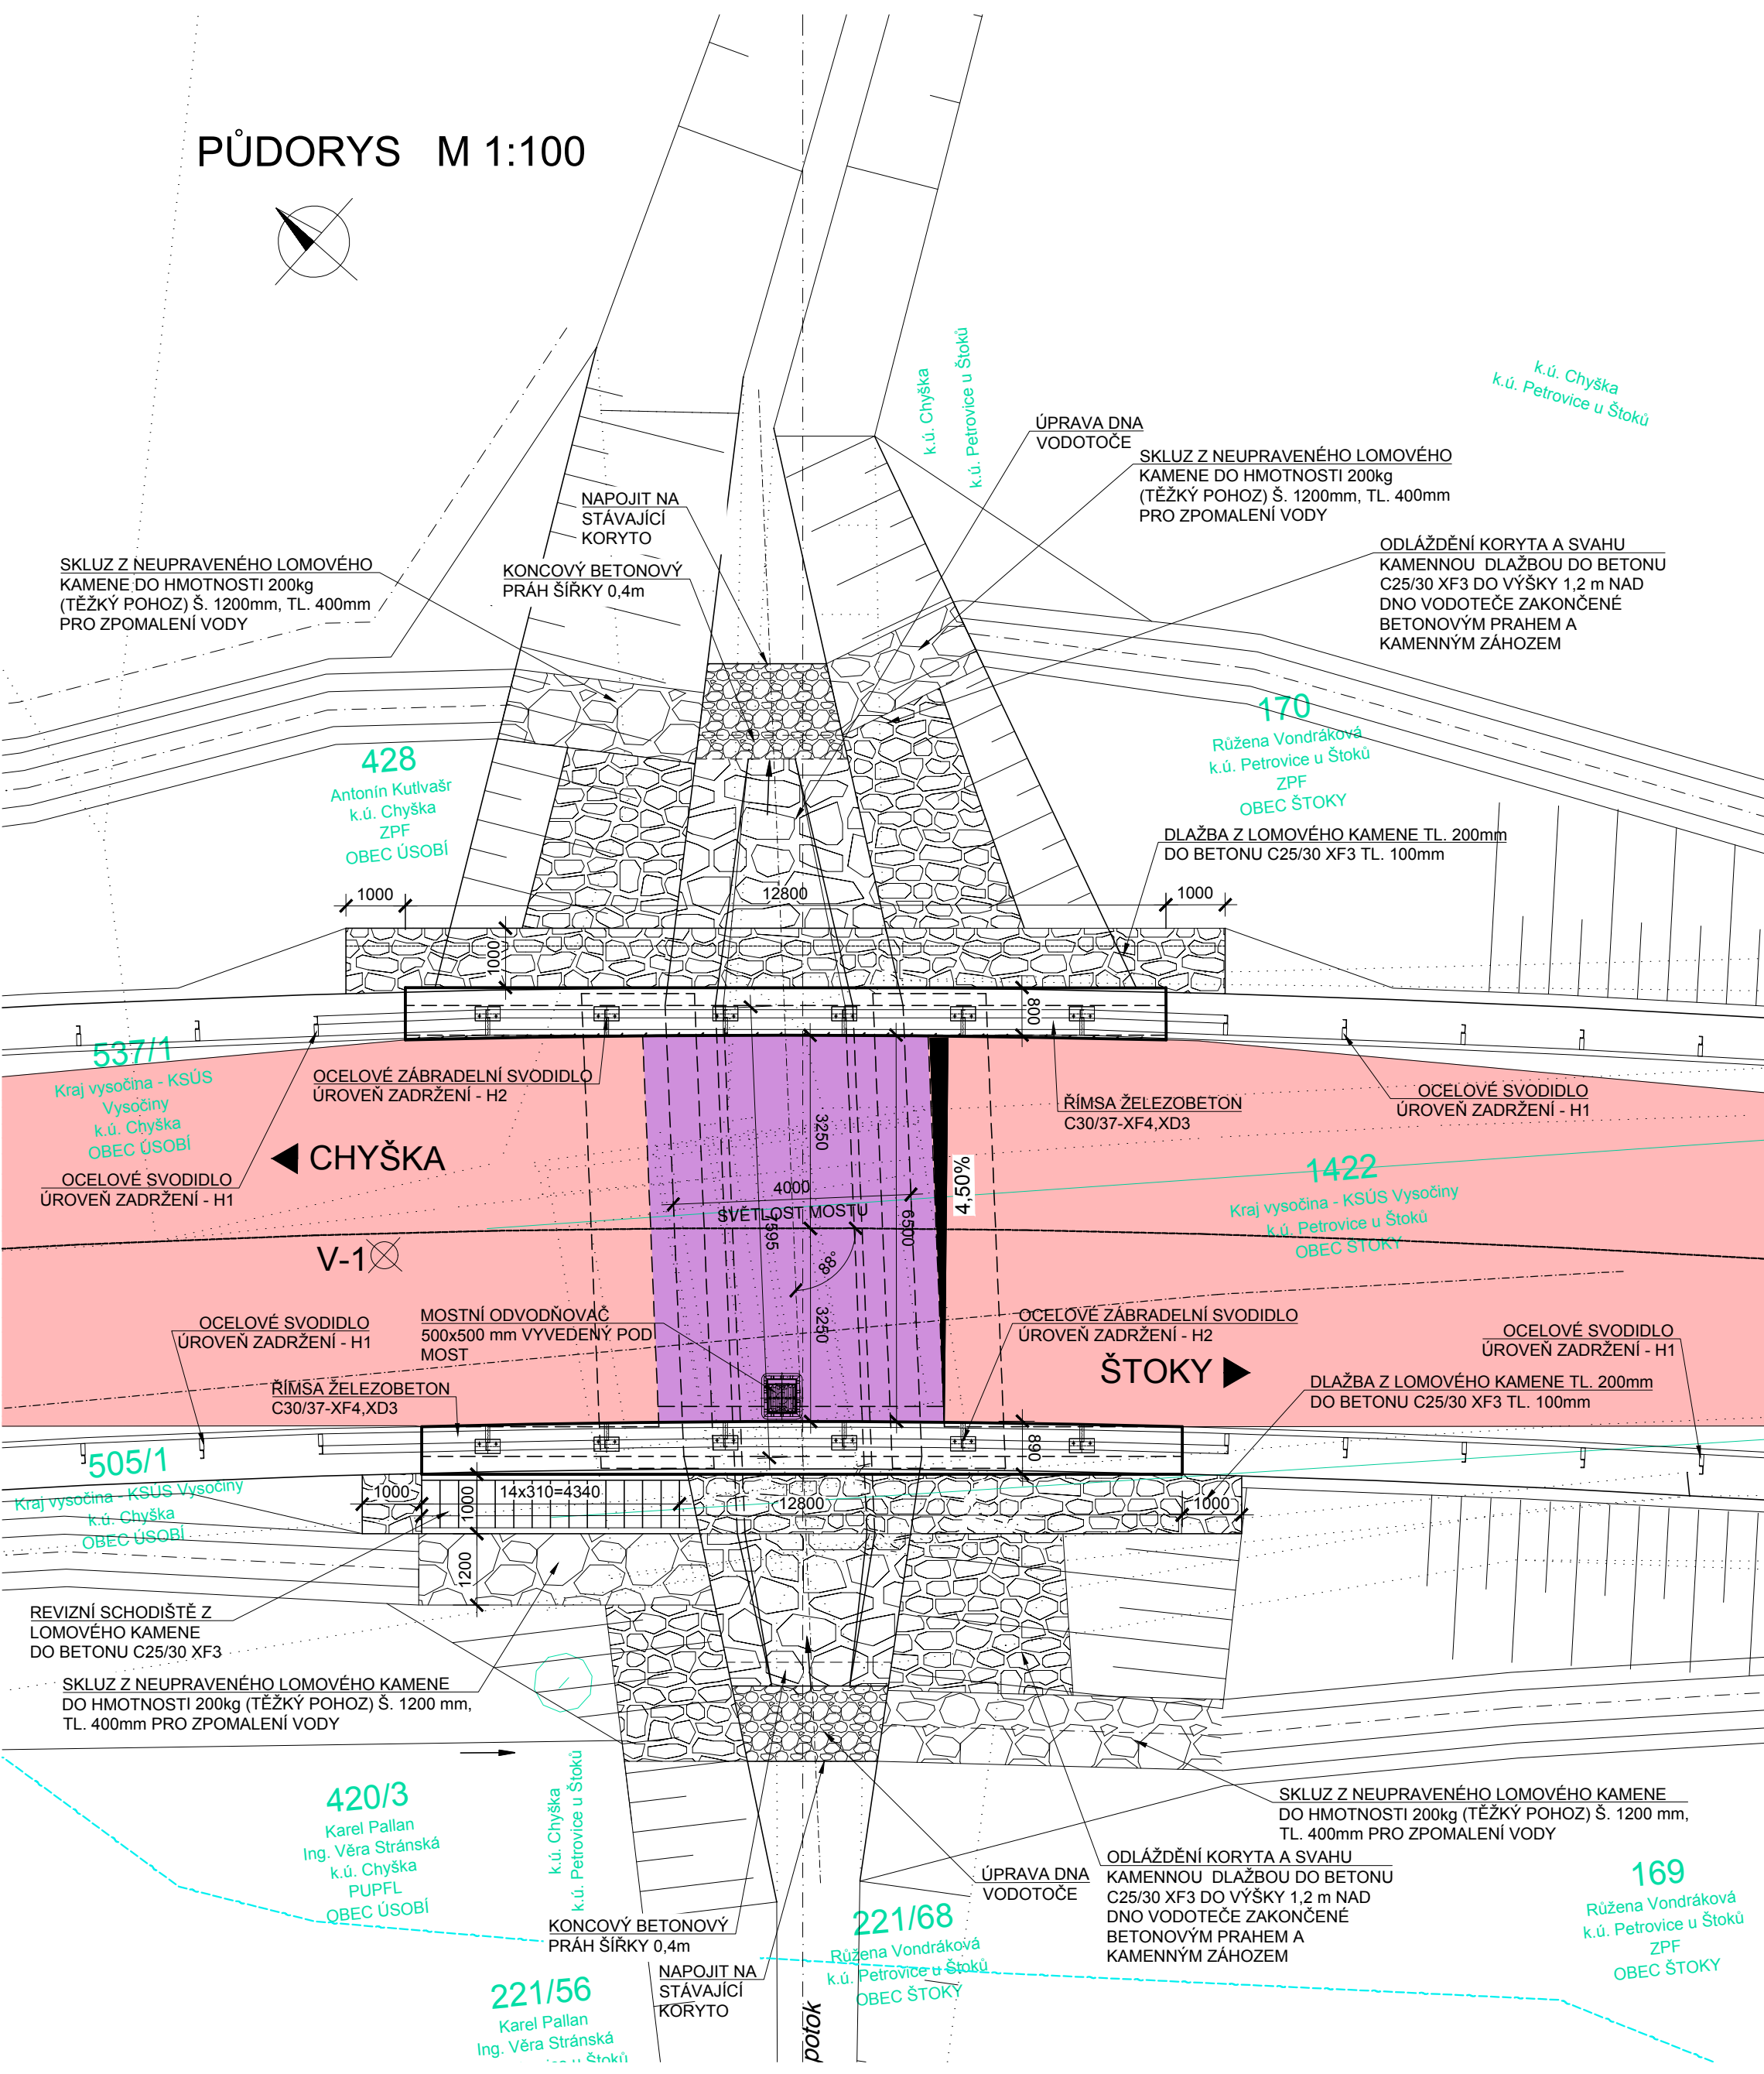 PŮDORYS M 1:100
k.ú. Chyška
k.ú. Petrovice u Štoků
k.ú. Chyška
k.ú. Petrovice u Štoků
ÚPRAVA DNA
VODOTOČE
SKLUZ Z NEUPRAVENÉHO LOMOVÉHO
KAMENE DO HMOTNOSTI 200kg
(TĚŽKÝ POHOZ) Š. 1200mm, TL. 400mm
PRO ZPOMALENÍ VODY
NAPOJIT NA
STÁVAJÍCÍ
KORYTO
KONCOVÝ BETONOVÝ
PRÁH ŠÍŘKY 0,4m
SKLUZ Z NEUPRAVENÉHO LOMOVÉHO
KAMENE DO HMOTNOSTI 200kg
(TĚŽKÝ POHOZ) Š. 1200mm, TL. 400mm
PRO ZPOMALENÍ VODY
ODLÁŽDĚNÍ KORYTA A SVAHU
KAMENNOU DLAŽBOU DO BETONU
C25/30 XF3 DO VÝŠKY 1,2 m NAD
DNO VODOTEČE ZAKONČENÉ
BETONOVÝM PRAHEM A
KAMENNÝM ZÁHOZEM
428
Antonín Kutlvašr
k.ú. Chyška
ZPF
OBEC ÚSOBÍ
170
Růžena Vondráková
k.ú. Petrovice u Štoků
ZPF
OBEC ŠTOKY
DLAŽBA Z LOMOVÉHO KAMENE TL. 200mm
DO BETONU C25/30 XF3 TL. 100mm
1000
12800
1000
1000
800
537/1
Kraj vysočina - KSÚS
Vysočiny
k.ú. Chyška
OBEC ÚSOBÍ
OCELOVÉ ZÁBRADELNÍ SVODIDLO
ÚROVEŇ ZADRŽENÍ - H2
ŘÍMSA ŽELEZOBETON
C30/37-XF4,XD3
OCELOVÉ SVODIDLO
ÚROVEŇ ZADRŽENÍ - H1
CHYŠKA
OCELOVÉ SVODIDLO
ÚROVEŇ ZADRŽENÍ - H1
3250
4000
SVĚTLOST MOSTU
7595
6500
88°
3250
4,50%
1422
Kraj vysočina - KSÚS Vysočiny
k.ú. Petrovice u Štoků
OBEC ŠTOKY
V-1
OCELOVÉ SVODIDLO
ÚROVEŇ ZADRŽENÍ - H1
MOSTNÍ ODVODŇOVAČ
500x500 mm VYVEDENÝ POD
MOST
OCELOVÉ ZÁBRADELNÍ SVODIDLO
ÚROVEŇ ZADRŽENÍ - H2
OCELOVÉ SVODIDLO
ÚROVEŇ ZADRŽENÍ - H1
ŠTOKY
ŘÍMSA ŽELEZOBETON
C30/37-XF4,XD3
DLAŽBA Z LOMOVÉHO KAMENE TL. 200mm
DO BETONU C25/30 XF3 TL. 100mm
890
505/1
Kraj vysočina - KSÚS Vysočiny
k.ú. Chyška
OBEC ÚSOBÍ
1000
1000
14x310=4340
12800
1000
1200
REVIZNÍ SCHODIŠTĚ Z
LOMOVÉHO KAMENE
DO BETONU C25/30 XF3
SKLUZ Z NEUPRAVENÉHO LOMOVÉHO KAMENE
DO HMOTNOSTI 200kg (TĚŽKÝ POHOZ) Š. 1200 mm,
TL. 400mm PRO ZPOMALENÍ VODY
420/3
Karel Pallan
Ing. Věra Stránská
k.ú. Chyška
PUPFL
OBEC ÚSOBÍ
k.ú. Chyška
k.ú. Petrovice u Štoků
SKLUZ Z NEUPRAVENÉHO LOMOVÉHO KAMENE
DO HMOTNOSTI 200kg (TĚŽKÝ POHOZ) Š. 1200 mm,
TL. 400mm PRO ZPOMALENÍ VODY
ODLÁŽDĚNÍ KORYTA A SVAHU
KAMENNOU DLAŽBOU DO BETONU
C25/30 XF3 DO VÝŠKY 1,2 m NAD
DNO VODOTEČE ZAKONČENÉ
BETONOVÝM PRAHEM A
KAMENNÝM ZÁHOZEM
ÚPRAVA DNA
VODOTOČE
169
Růžena Vondráková
k.ú. Petrovice u Štoků
ZPF
OBEC ŠTOKY
KONCOVÝ BETONOVÝ
PRÁH ŠÍŘKY 0,4m
221/68
Růžena Vondráková
k.ú. Petrovice u Štoků
OBEC ŠTOKY
NAPOJIT NA
STÁVAJÍCÍ
KORYTO
221/56
Karel Pallan
Ing. Věra Stránská
u Štoků
potok